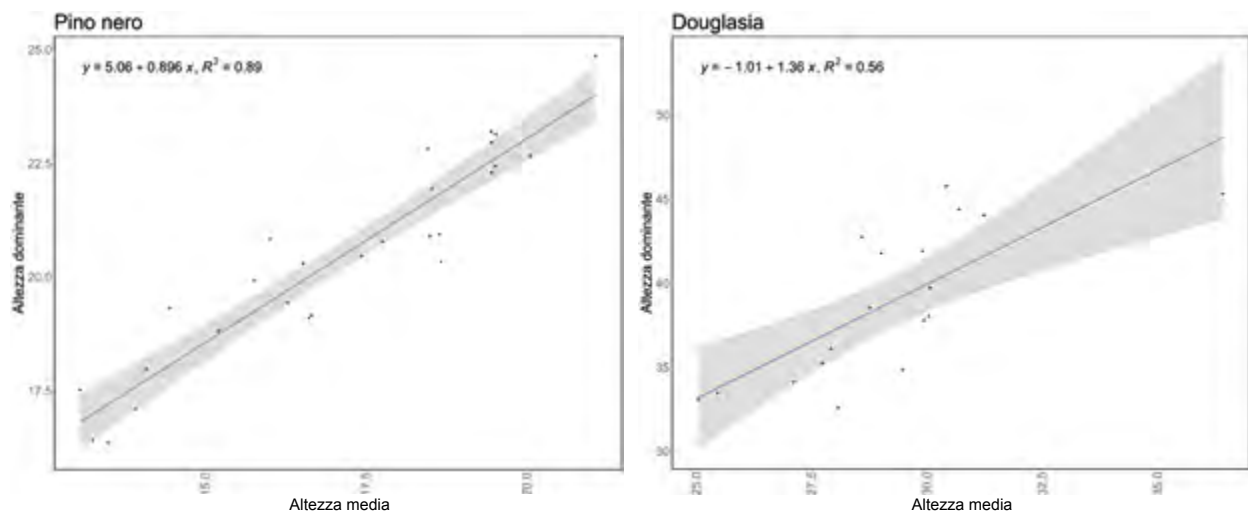 Pino nero
y = 5.06 + 0.896 x, R² = 0.89
Altezza dominante
25.0
22.5
20.0
17.5
15.0
17.5
20.0
Altezza media
Douglasia
y = − 1.01 + 1.36 x, R² = 0.56
Altezza dominante
50
45
40
35
30
25.0
27.5
30.0
32.5
35.0
Altezza media